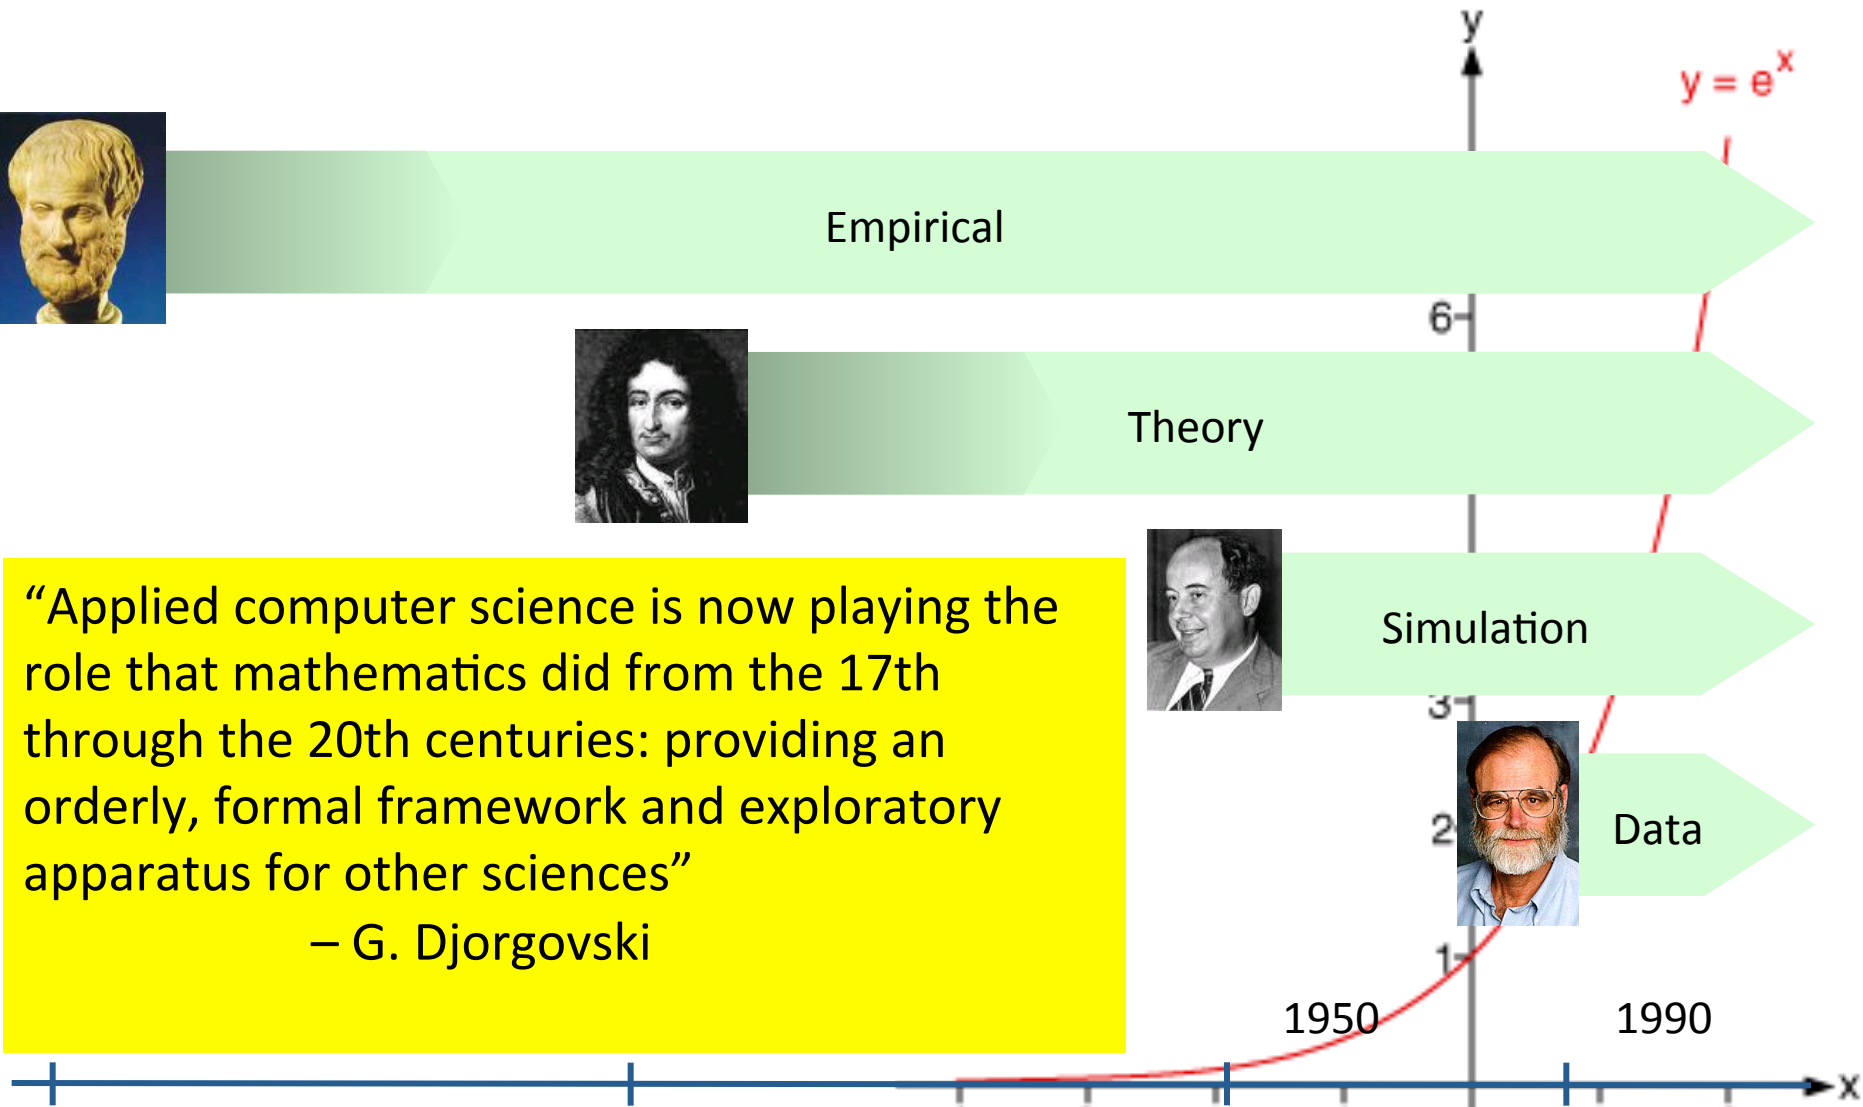 y
y = e^x
Empirical
6
Theory
Simulation
3
“Applied computer science is now playing the
role that mathematics did from the 17th
through the 20th centuries: providing an
orderly, formal framework and exploratory
apparatus for other sciences”
– G. Djorgovski
2
Data
1
1950
1990
x